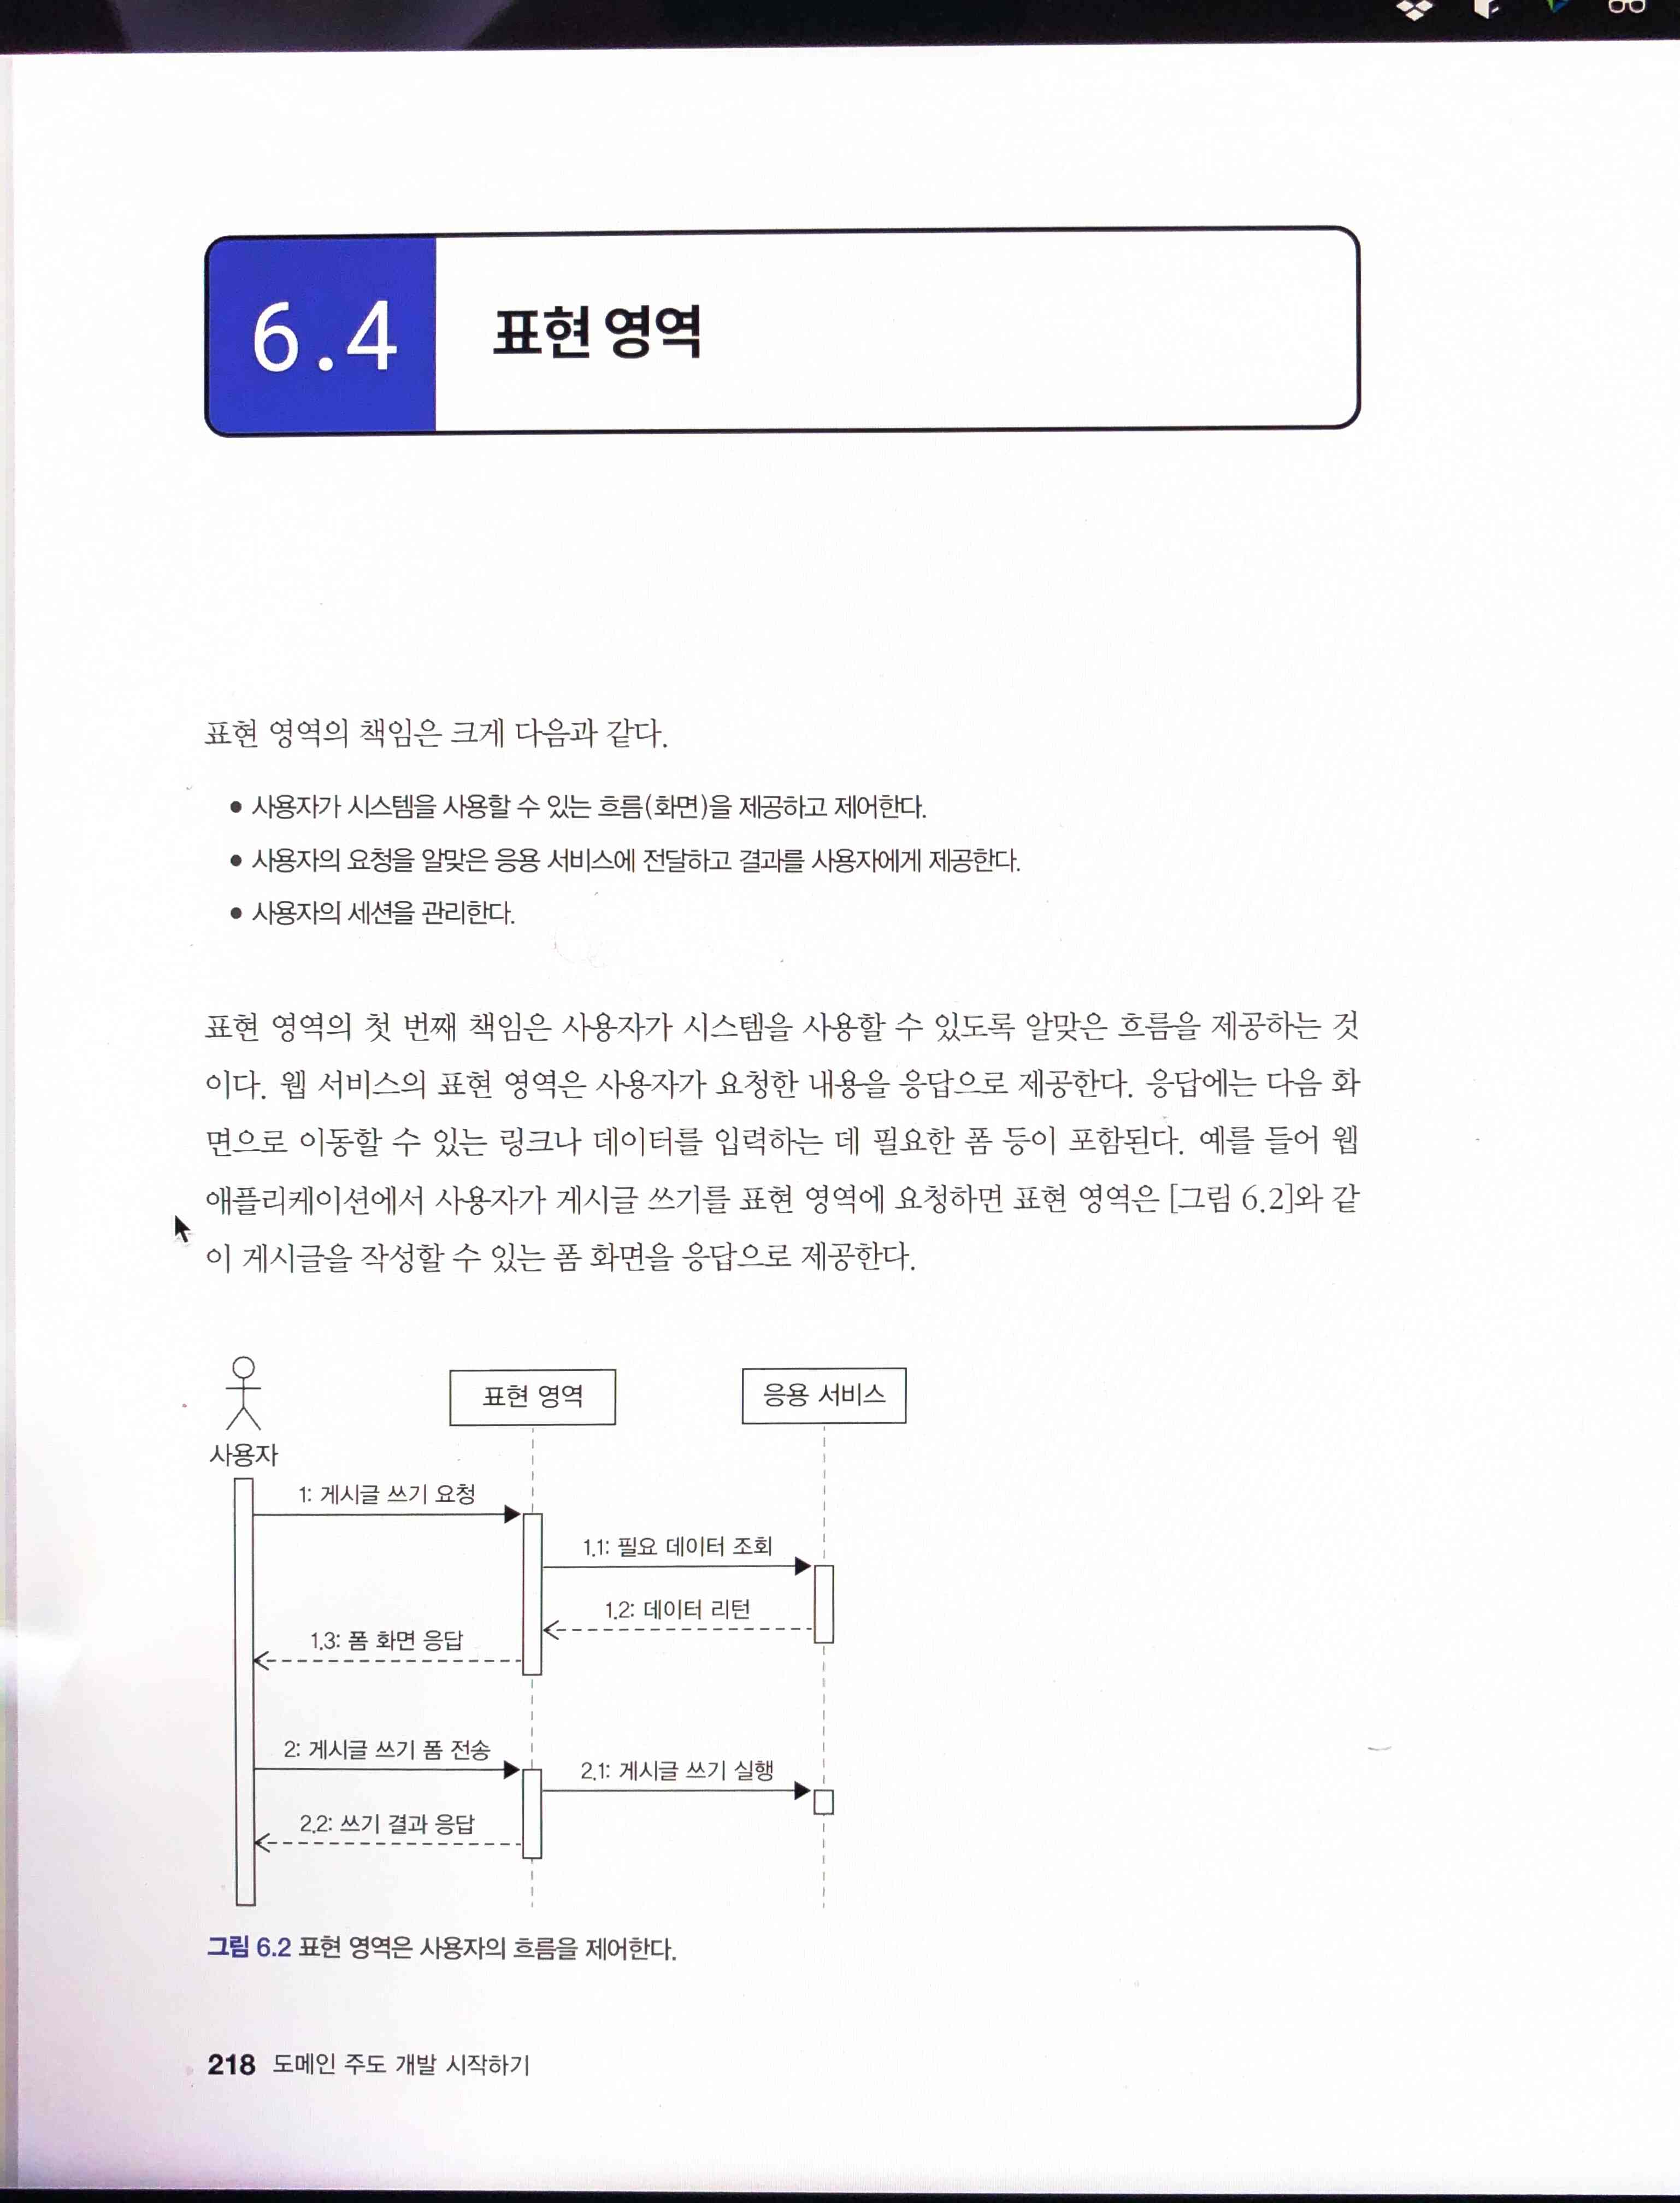 6.4 표현 영역
표현 영역의 책임은 크게 다음과 같다.
● 사용자가 시스템을 사용할 수 있는 흐름(화면)을 제공하고 제어한다.
● 사용자의 요청을 알맞은 응용 서비스에 전달하고 결과를 사용자에게 제공한다.
● 사용자의 세션을 관리한다.
표현 영역의 첫 번째 책임은 사용자가 시스템을 사용할 수 있도록 알맞은 흐름을 제공하는 것
이다. 웹 서비스의 표현 영역은 사용자가 요청한 내용을 응답으로 제공한다. 응답에는 다음 화
면으로 이동할 수 있는 링크나 데이터를 입력하는 데 필요한 폼 등이 포함된다. 예를 들어 웹
애플리케이션에서 사용자가 게시글 쓰기를 표현 영역에 요청하면 표현 영역은 [그림 6.2]와 같
이 게시글을 작성할 수 있는 폼 화면을 응답으로 제공한다.
표현 영역
응용 서비스
사용자
1: 게시글 쓰기 요청
1.1: 필요 데이터 조회
1.2: 데이터 리턴
1.3: 폼 화면 응답
2: 게시글 쓰기 폼 전송
2.1: 게시글 쓰기 실행
2.2: 쓰기 결과 응답
그림 6.2 표현 영역은 사용자의 흐름을 제어한다.
218 도메인 주도 개발 시작하기